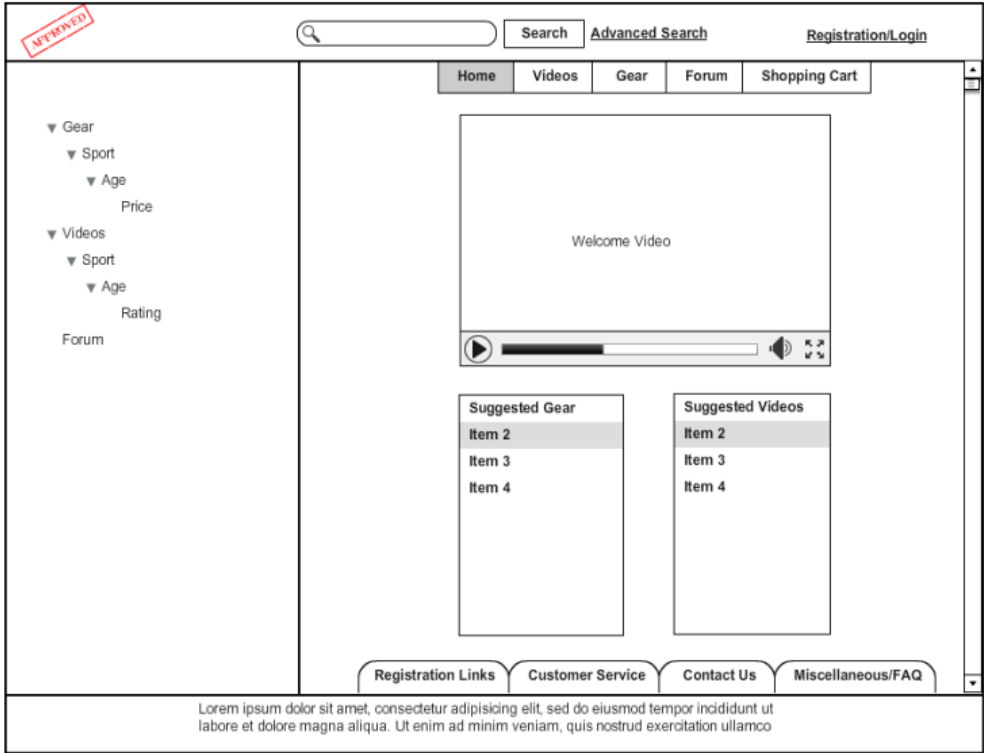 APPROVED
Search
Advanced Search
Registration/Login
Home
Videos
Gear
Forum
Shopping Cart
Gear
Sport
Age
Price
Videos
Sport
Age
Rating
Forum
Welcome Video
Suggested Gear
Item 2
Item 3
Item 4
Suggested Videos
Item 2
Item 3
Item 4
Registration Links
Customer Service
Contact Us
Miscellaneous/FAQ
Lorem ipsum dolor sit amet, consectetur adipisicing elit, sed do eiusmod tempor incididunt ut
labore et dolore magna aliqua. Ut enim ad minim veniam, quis nostrud exercitation ullamco